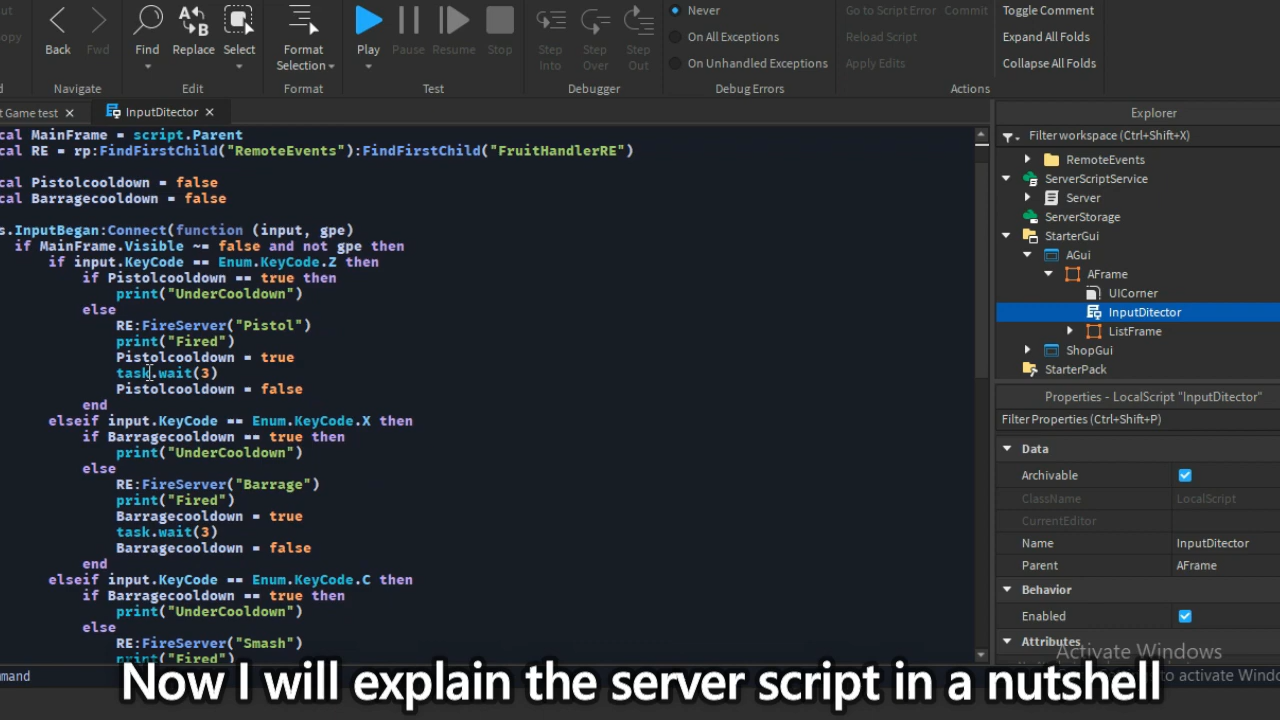 Back
Fwd
Find
Replace
Select
Format
Selection
Play
Pause
Resume
Stop
Step
Into
Step
Over
Step
Out
Never
On All Exceptions
On Unhandled Exceptions
Go to Script Error
Commit
Reload Script
Apply Edits
Toggle Comment
Expand All Folds
Collapse All Folds
Navigate
Edit
Format
Test
Debugger
Debug Errors
Actions
t Game test
InputDitector
cal MainFrame = script.Parent
cal RE = rp:FindFirstChild("RemoteEvents"):FindFirstChild("FruitHandlerRE")
cal Pistolcooldown = false
cal Barragecooldown = false
s.InputBegan:Connect(function (input, gpe)
if MainFrame.Visible ~= false and not gpe then
if input.KeyCode == Enum.KeyCode.Z then
if Pistolcooldown == true then
print("UnderCooldown")
else
RE:FireServer("Pistol")
print("Fired")
Pistolcooldown = true
task.wait(3)
Pistolcooldown = false
end
elseif input.KeyCode == Enum.KeyCode.X then
if Barragecooldown == true then
print("UnderCooldown")
else
RE:FireServer("Barrage")
print("Fired")
Barragecooldown = true
task.wait(3)
Barragecooldown = false
end
elseif input.KeyCode == Enum.KeyCode.C then
if Barragecooldown == true then
print("UnderCooldown")
else
RE:FireServer("Smash")
print("Fired")
mmand
Explorer
Filter workspace (Ctrl+Shift+X)
RemoteEvents
ServerScriptService
Server
ServerStorage
StarterGui
AGui
AFrame
UICorner
InputDitector
ListFrame
ShopGui
StarterPack
Properties - LocalScript "InputDitector"
Filter Properties (Ctrl+Shift+P)
Data
Archivable
ClassName LocalScript
CurrentEditor
Name InputDitector
Parent AFrame
Behavior
Enabled
Attributes
Activate Windows
to activate Windo
Now I will explain the server script in a nutshell